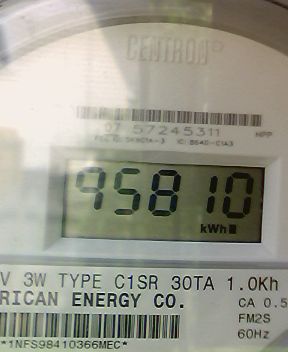 CENTRON
07 57245311 HPP
95810
kWh
V 3W TYPE C1SR 30TA 1.0Kh
RICAN ENERGY CO. CA 0.5
FM2S
*1NFS98410366MEC* 60Hz